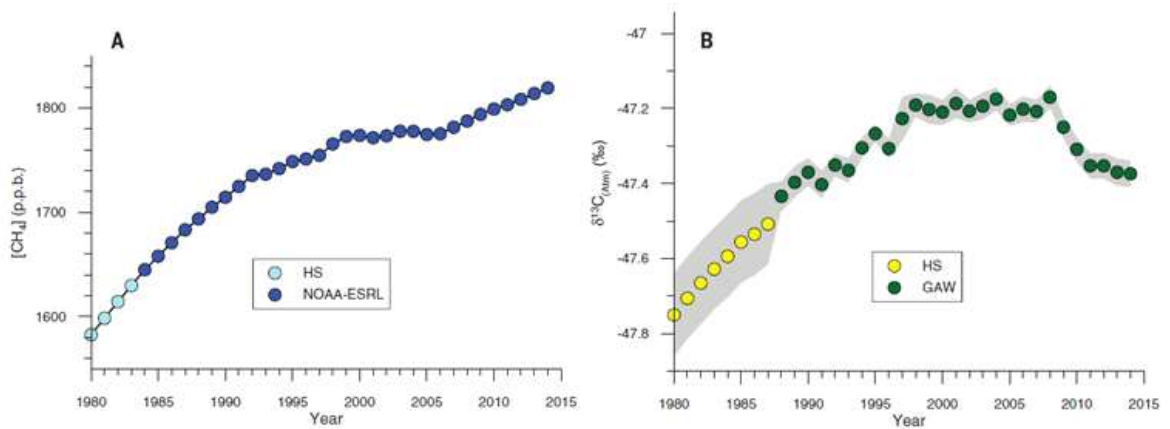 A
[CH₄] (p.p.b.)
1800
1700
1600
HS
NOAA-ESRL
1980 1985 1990 1995 2000 2005 2010 2015
Year
B
δ¹³C(Atm) (‰)
-47
-47.2
-47.4
-47.6
-47.8
HS
GAW
1980 1985 1990 1995 2000 2005 2010 2015
Year